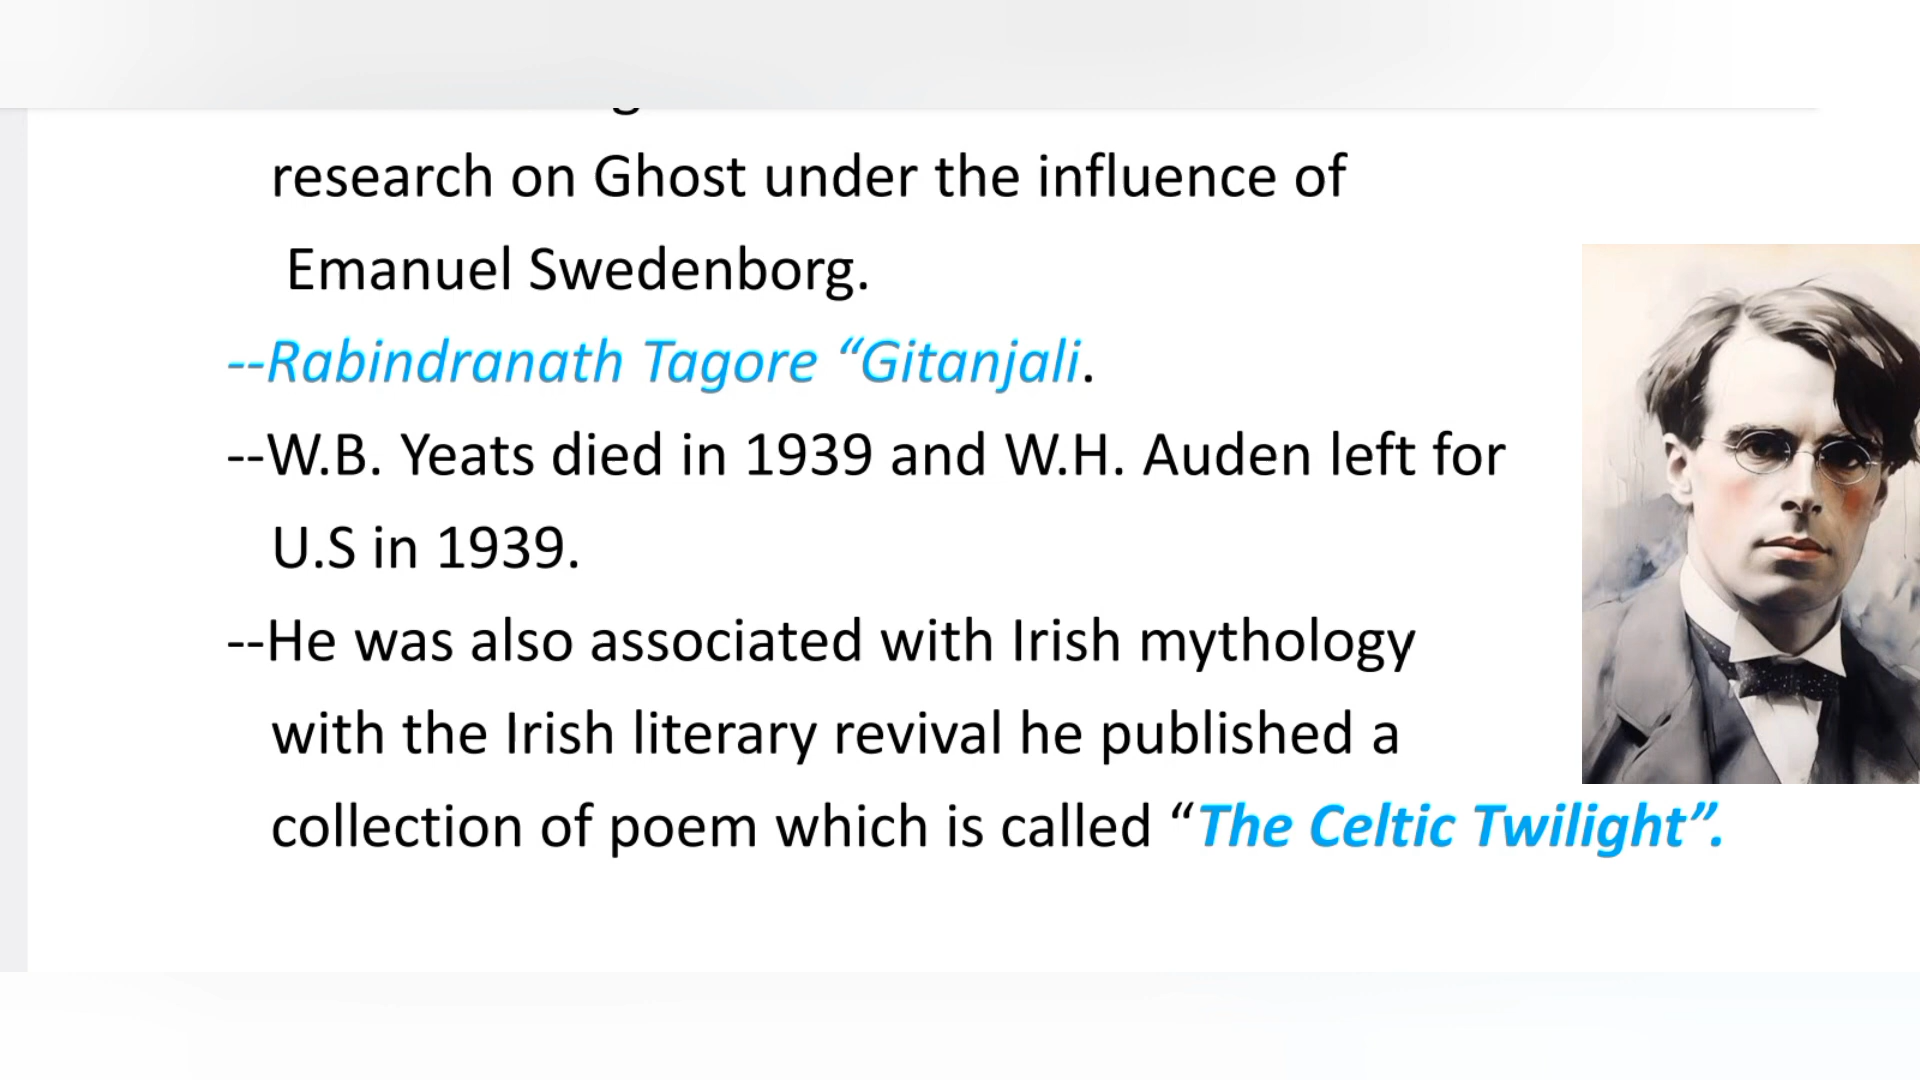 research on Ghost under the influence of
Emanuel Swedenborg.
--Rabindranath Tagore “Gitanjali.
--W.B. Yeats died in 1939 and W.H. Auden left for
U.S in 1939.
--He was also associated with Irish mythology
with the Irish literary revival he published a
collection of poem which is called “The Celtic Twilight”.